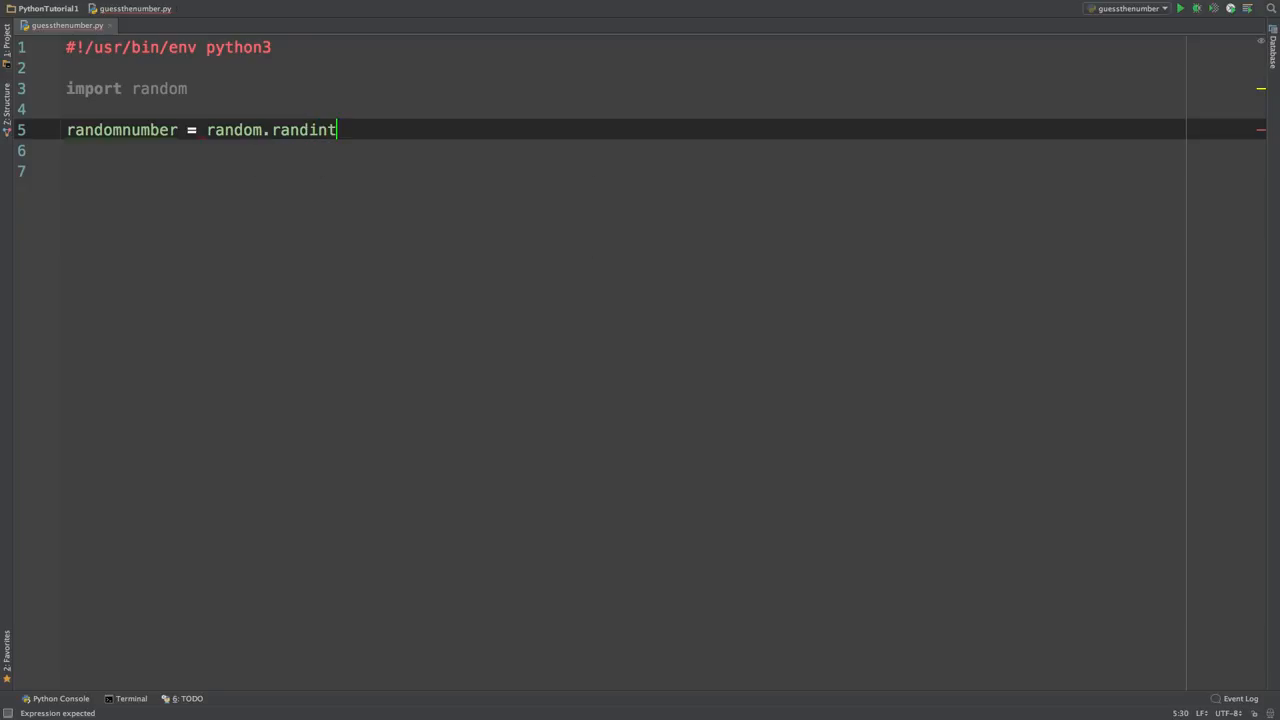 PythonTutorial1 guessthenumber.py guessthenumber
guessthenumber.py
1 #!/usr/bin/env python3
2
3 import random
4
5 randomnumber = random.randint
6
7
1: Project
Z: Structure
2: Favorites
Database
Python Console Terminal 6: TODO Event Log
Expression expected 5:30 LF UTF-8